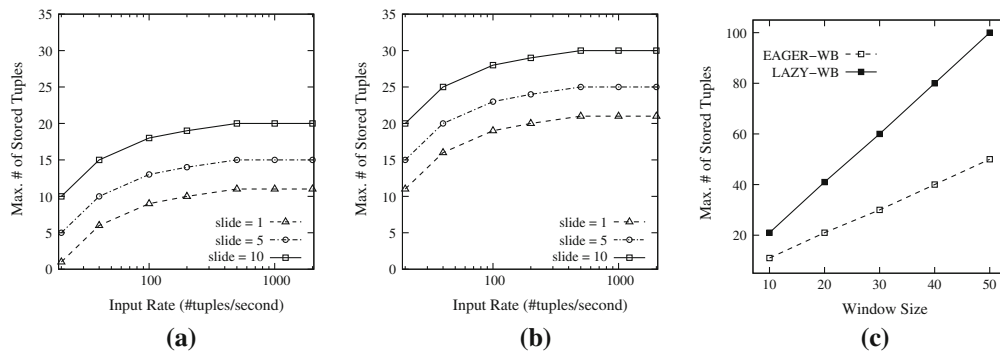 35
30
25
20
15
10
5
0
Max. # of Stored Tuples
slide = 1
slide = 5
slide = 10
100
1000
Input Rate (#tuples/second)
(a)
35
30
25
20
15
10
5
0
Max. # of Stored Tuples
slide = 1
slide = 5
slide = 10
100
1000
Input Rate (#tuples/second)
(b)
100
80
60
40
20
Max. # of Stored Tuples
EAGER-WB
LAZY-WB
10
20
30
40
50
Window Size
(c)